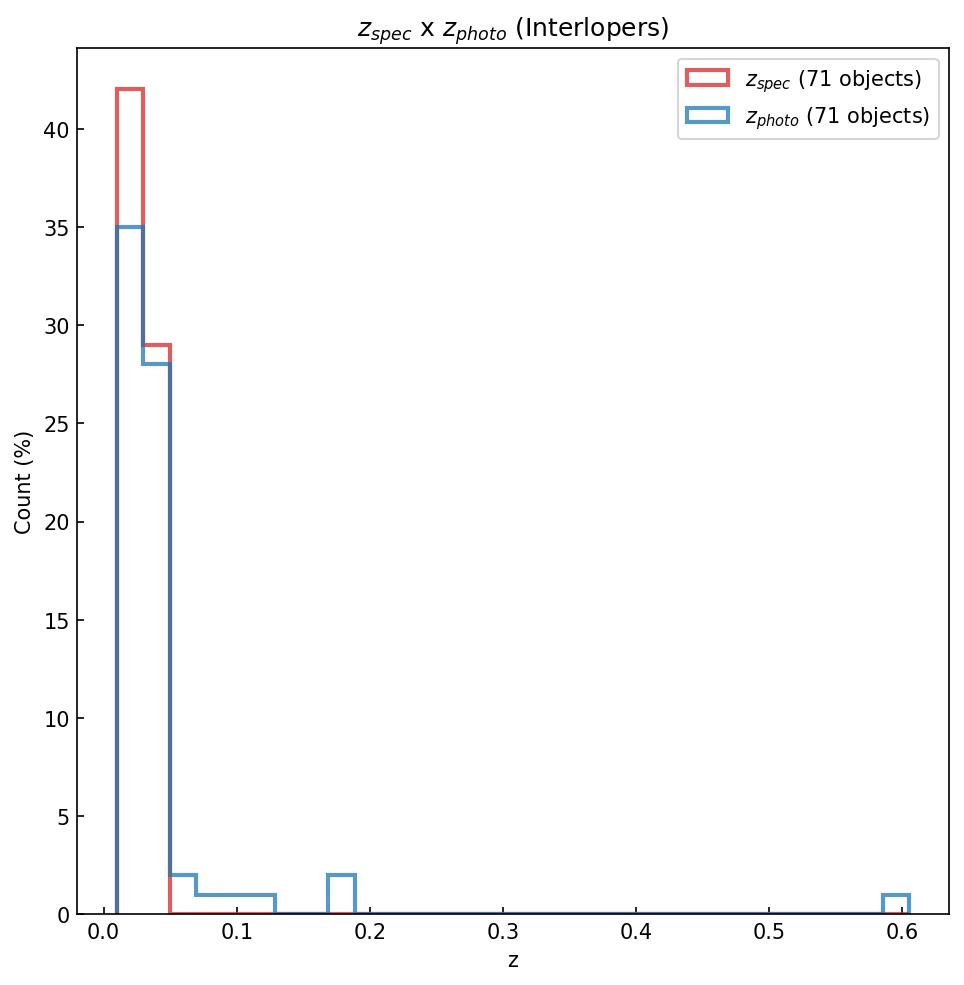 z_spec x z_photo (Interlopers)
z_spec (71 objects)
z_photo (71 objects)
Count (%)
40
35
30
25
20
15
10
5
0
0.0 0.1 0.2 0.3 0.4 0.5 0.6
z